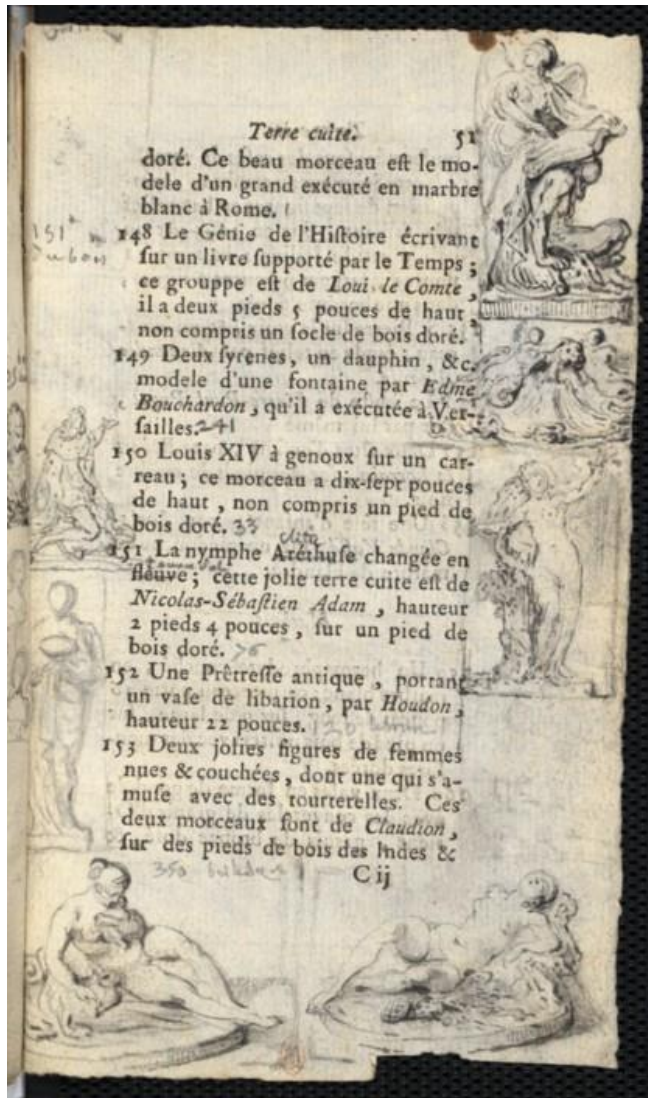 Terre cuite. 51
doré. Ce beau morceau eſt le mo-
dele d'un grand exécuté en marbre
blanc à Rome.
148 Le Génie de l'Hiſtoire écrivant
ſur un livre ſupporté par le Temps ;
ce grouppe eſt de Loui le Comte ,
il a deux pieds 5 pouces de haut ,
non compris un ſocle de bois doré.
149 Deux ſyrenes, un dauphin, &c.
modele d'une fontaine par Edme
Bouchardon, qu'il a exécutée à Ver-
ſailles. 241
150 Louis XIV à genoux ſur un car-
reau ; ce morceau a dix-ſept pouces
de haut, non compris un pied de
bois doré. 33
151 La nymphe Aréthuſe changée en
fleuve ; cette jolie terre cuite eſt de
Nicolas-Sébaſtien Adam, hauteur
2 pieds 4 pouces, ſur un pied de
bois doré.
152 Une Prêtreſſe antique, portant
un vaſe de libation, par Houdon,
hauteur 22 pouces. 120
153 Deux jolies figures de femmes
nues & couchées, dont une qui s'a-
muſe avec des tourterelles. Ces
deux morceaux ſont de Claudion,
ſur des pieds de bois des Indes &
350
C ij